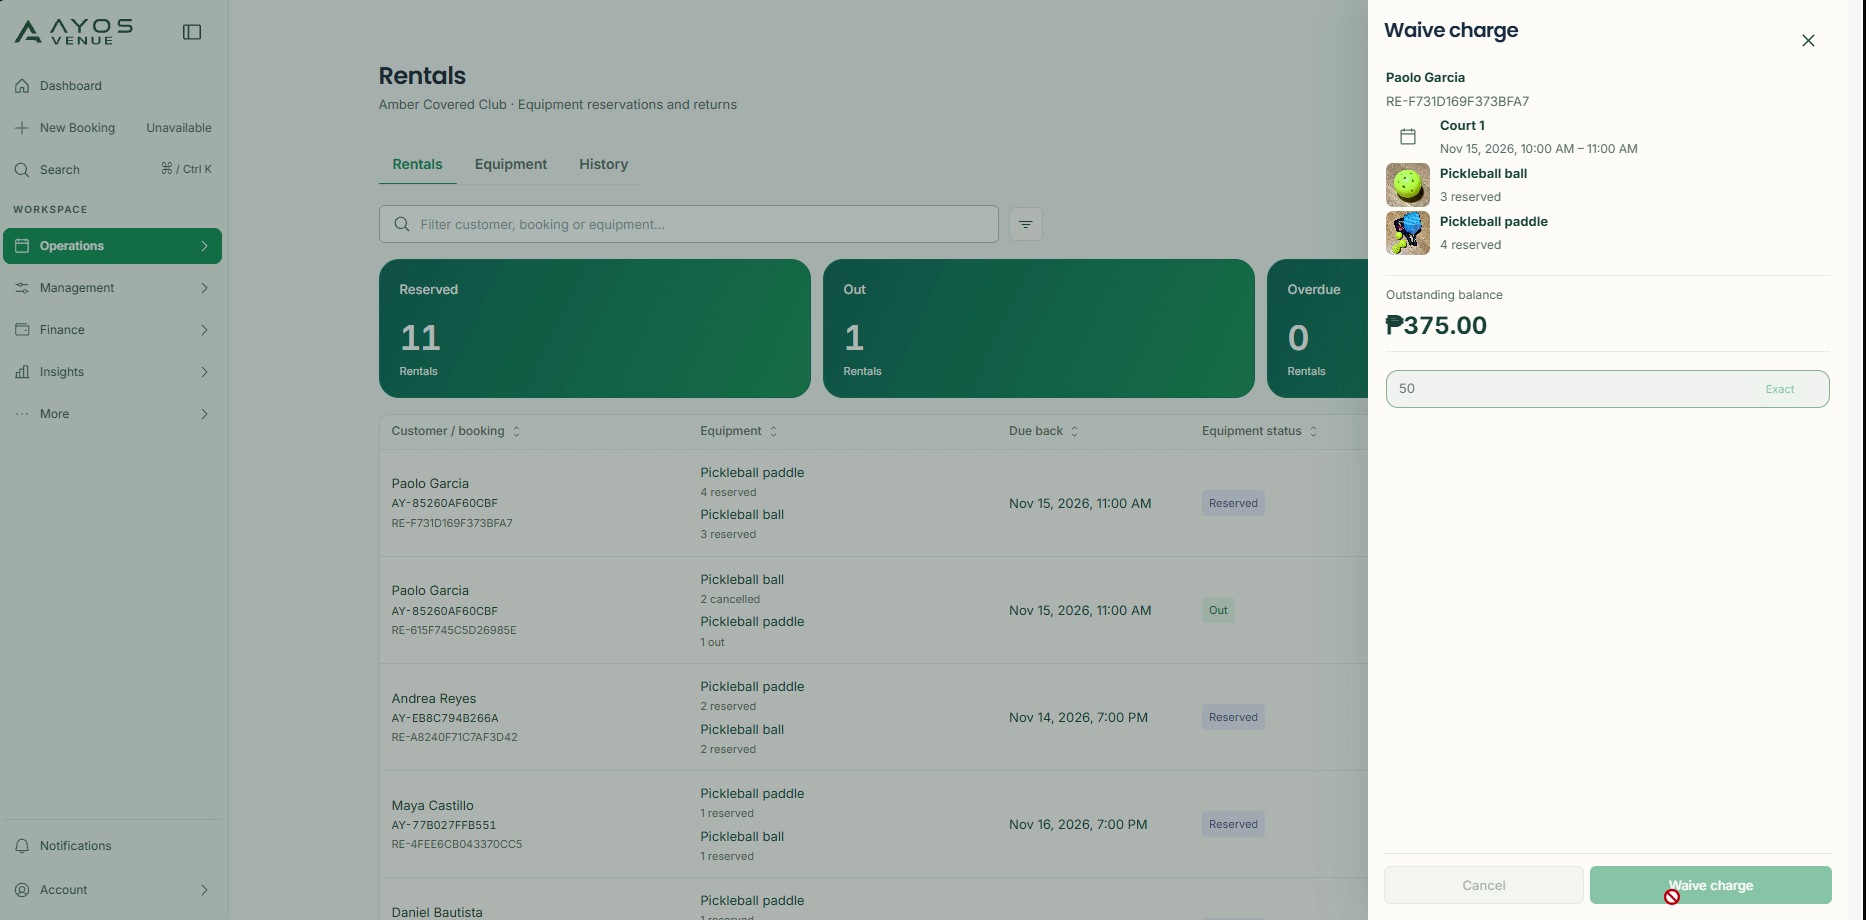 AYOS
VENUE
Dashboard
New Booking Unavailable
Search ⌘ / Ctrl K
WORKSPACE
Operations
Management
Finance
Insights
More
Notifications
Account
Rentals
Amber Covered Club · Equipment reservations and returns
Rentals Equipment History
Filter customer, booking or equipment...
Reserved
11
Rentals
Out
1
Rentals
Overdue
0
Rentals
Customer / booking Equipment Due back Equipment status
Paolo Garcia
AY-85260AF60CBF
RE-F731D169F373BFA7
Pickleball paddle
4 reserved
Pickleball ball
3 reserved
Nov 15, 2026, 11:00 AM
Reserved
Paolo Garcia
AY-85260AF60CBF
RE-615F745C5D26985E
Pickleball ball
2 cancelled
Pickleball paddle
1 out
Nov 15, 2026, 11:00 AM
Out
Andrea Reyes
AY-EB8C794B266A
RE-A8240F71C7AF3D42
Pickleball paddle
2 reserved
Pickleball ball
2 reserved
Nov 14, 2026, 7:00 PM
Reserved
Maya Castillo
AY-77B027FFB551
RE-4FEE6CB043370CC5
Pickleball paddle
1 reserved
Pickleball ball
1 reserved
Nov 16, 2026, 7:00 PM
Reserved
Daniel Bautista
Pickleball paddle
1 reserved
Waive charge
Paolo Garcia
RE-F731D169F373BFA7
Court 1
Nov 15, 2026, 10:00 AM – 11:00 AM
Pickleball ball
3 reserved
Pickleball paddle
4 reserved
Outstanding balance
₱375.00
50 Exact
Cancel Waive charge